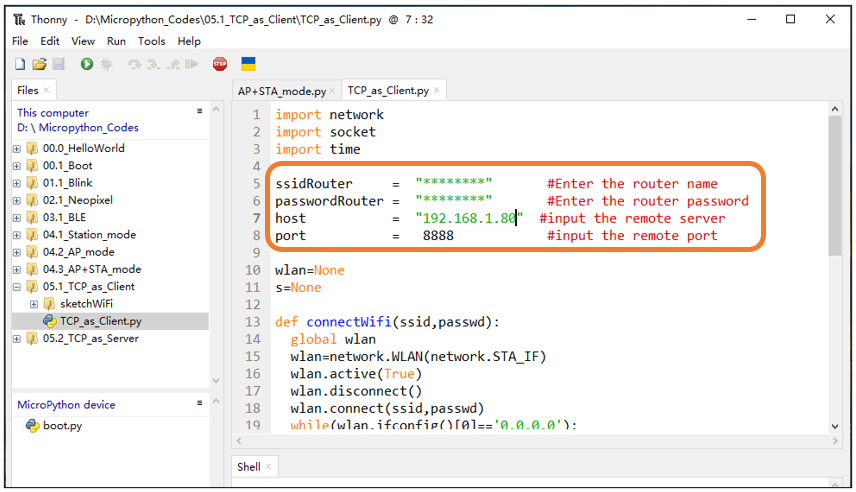 Thonny - D:\Micropython_Codes\05.1_TCP_as_Client\TCP_as_Client.py @ 7 : 32
File Edit View Run Tools Help
STOP
Files ×
This computer
D: \ Micropython_Codes
00.0_HelloWorld
00.1_Boot
01.1_Blink
02.1_Neopixel
03.1_BLE
04.1_Station_mode
04.2_AP_mode
04.3_AP+STA_mode
05.1_TCP_as_Client
sketchWiFi
TCP_as_Client.py
05.2_TCP_as_Server
MicroPython device
boot.py
AP+STA_mode.py × TCP_as_Client.py ×
1 import network
2 import socket
3 import time
4
5 ssidRouter = "********" #Enter the router name
6 passwordRouter = "********" #Enter the router password
7 host = "192.168.1.80" #input the remote server
8 port = 8888 #input the remote port
9
10 wlan=None
11 s=None
12
13 def connectWifi(ssid,passwd):
14 global wlan
15 wlan=network.WLAN(network.STA_IF)
16 wlan.active(True)
17 wlan.disconnect()
18 wlan.connect(ssid,passwd)
19 while(wlan.ifconfig()[0]=='0.0.0.0'):
Shell ×